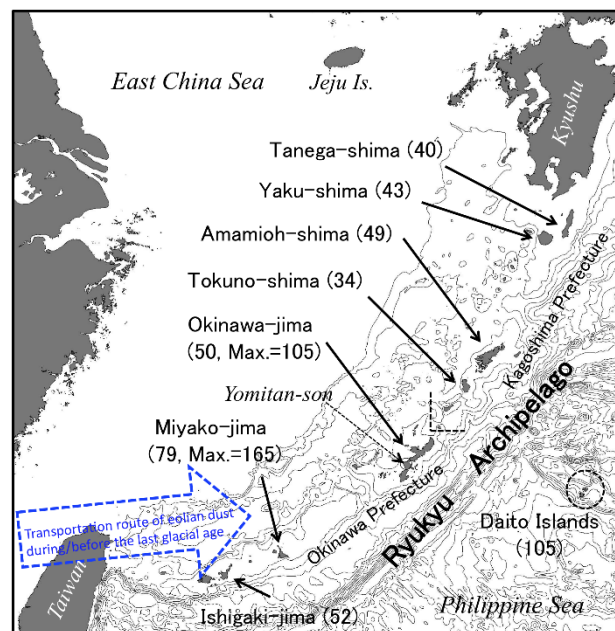 East China Sea
Jeju Is.
Kyushu
Tanega-shima (40)
Yaku-shima (43)
Amamioh-shima (49)
Tokuno-shima (34)
Kagoshima Prefecture
Okinawa-jima
(50, Max.=105)
Yomitan-son
Miyako-jima
(79, Max.=165)
Ryukyu Archipelago
Okinawa Prefecture
Transportation route of eolian dust
during/before the last glacial age
Daito Islands
(105)
Taiwan
Ishigaki-jima (52)
Philippine Sea